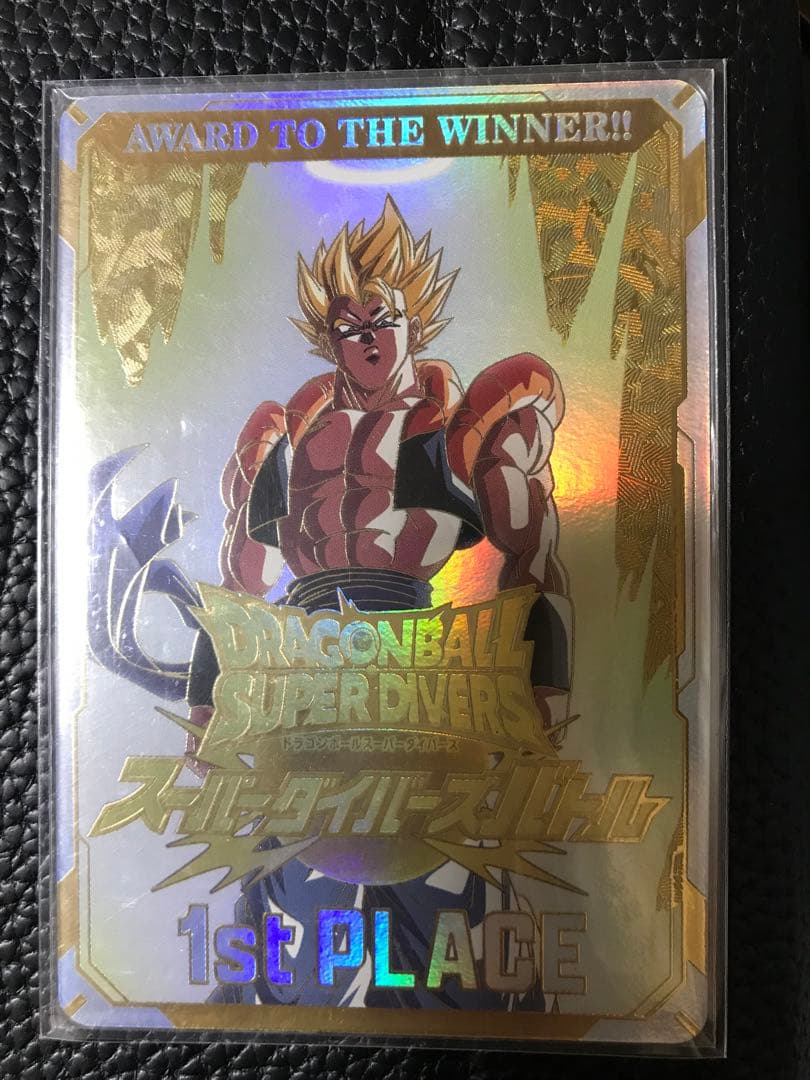 AWARD TO THE WINNER!!
DRAGONBALL
SUPER DIVERS
ドラゴンボールスーパーダイバーズ
スーパーダイバーズバトル
1st PLACE